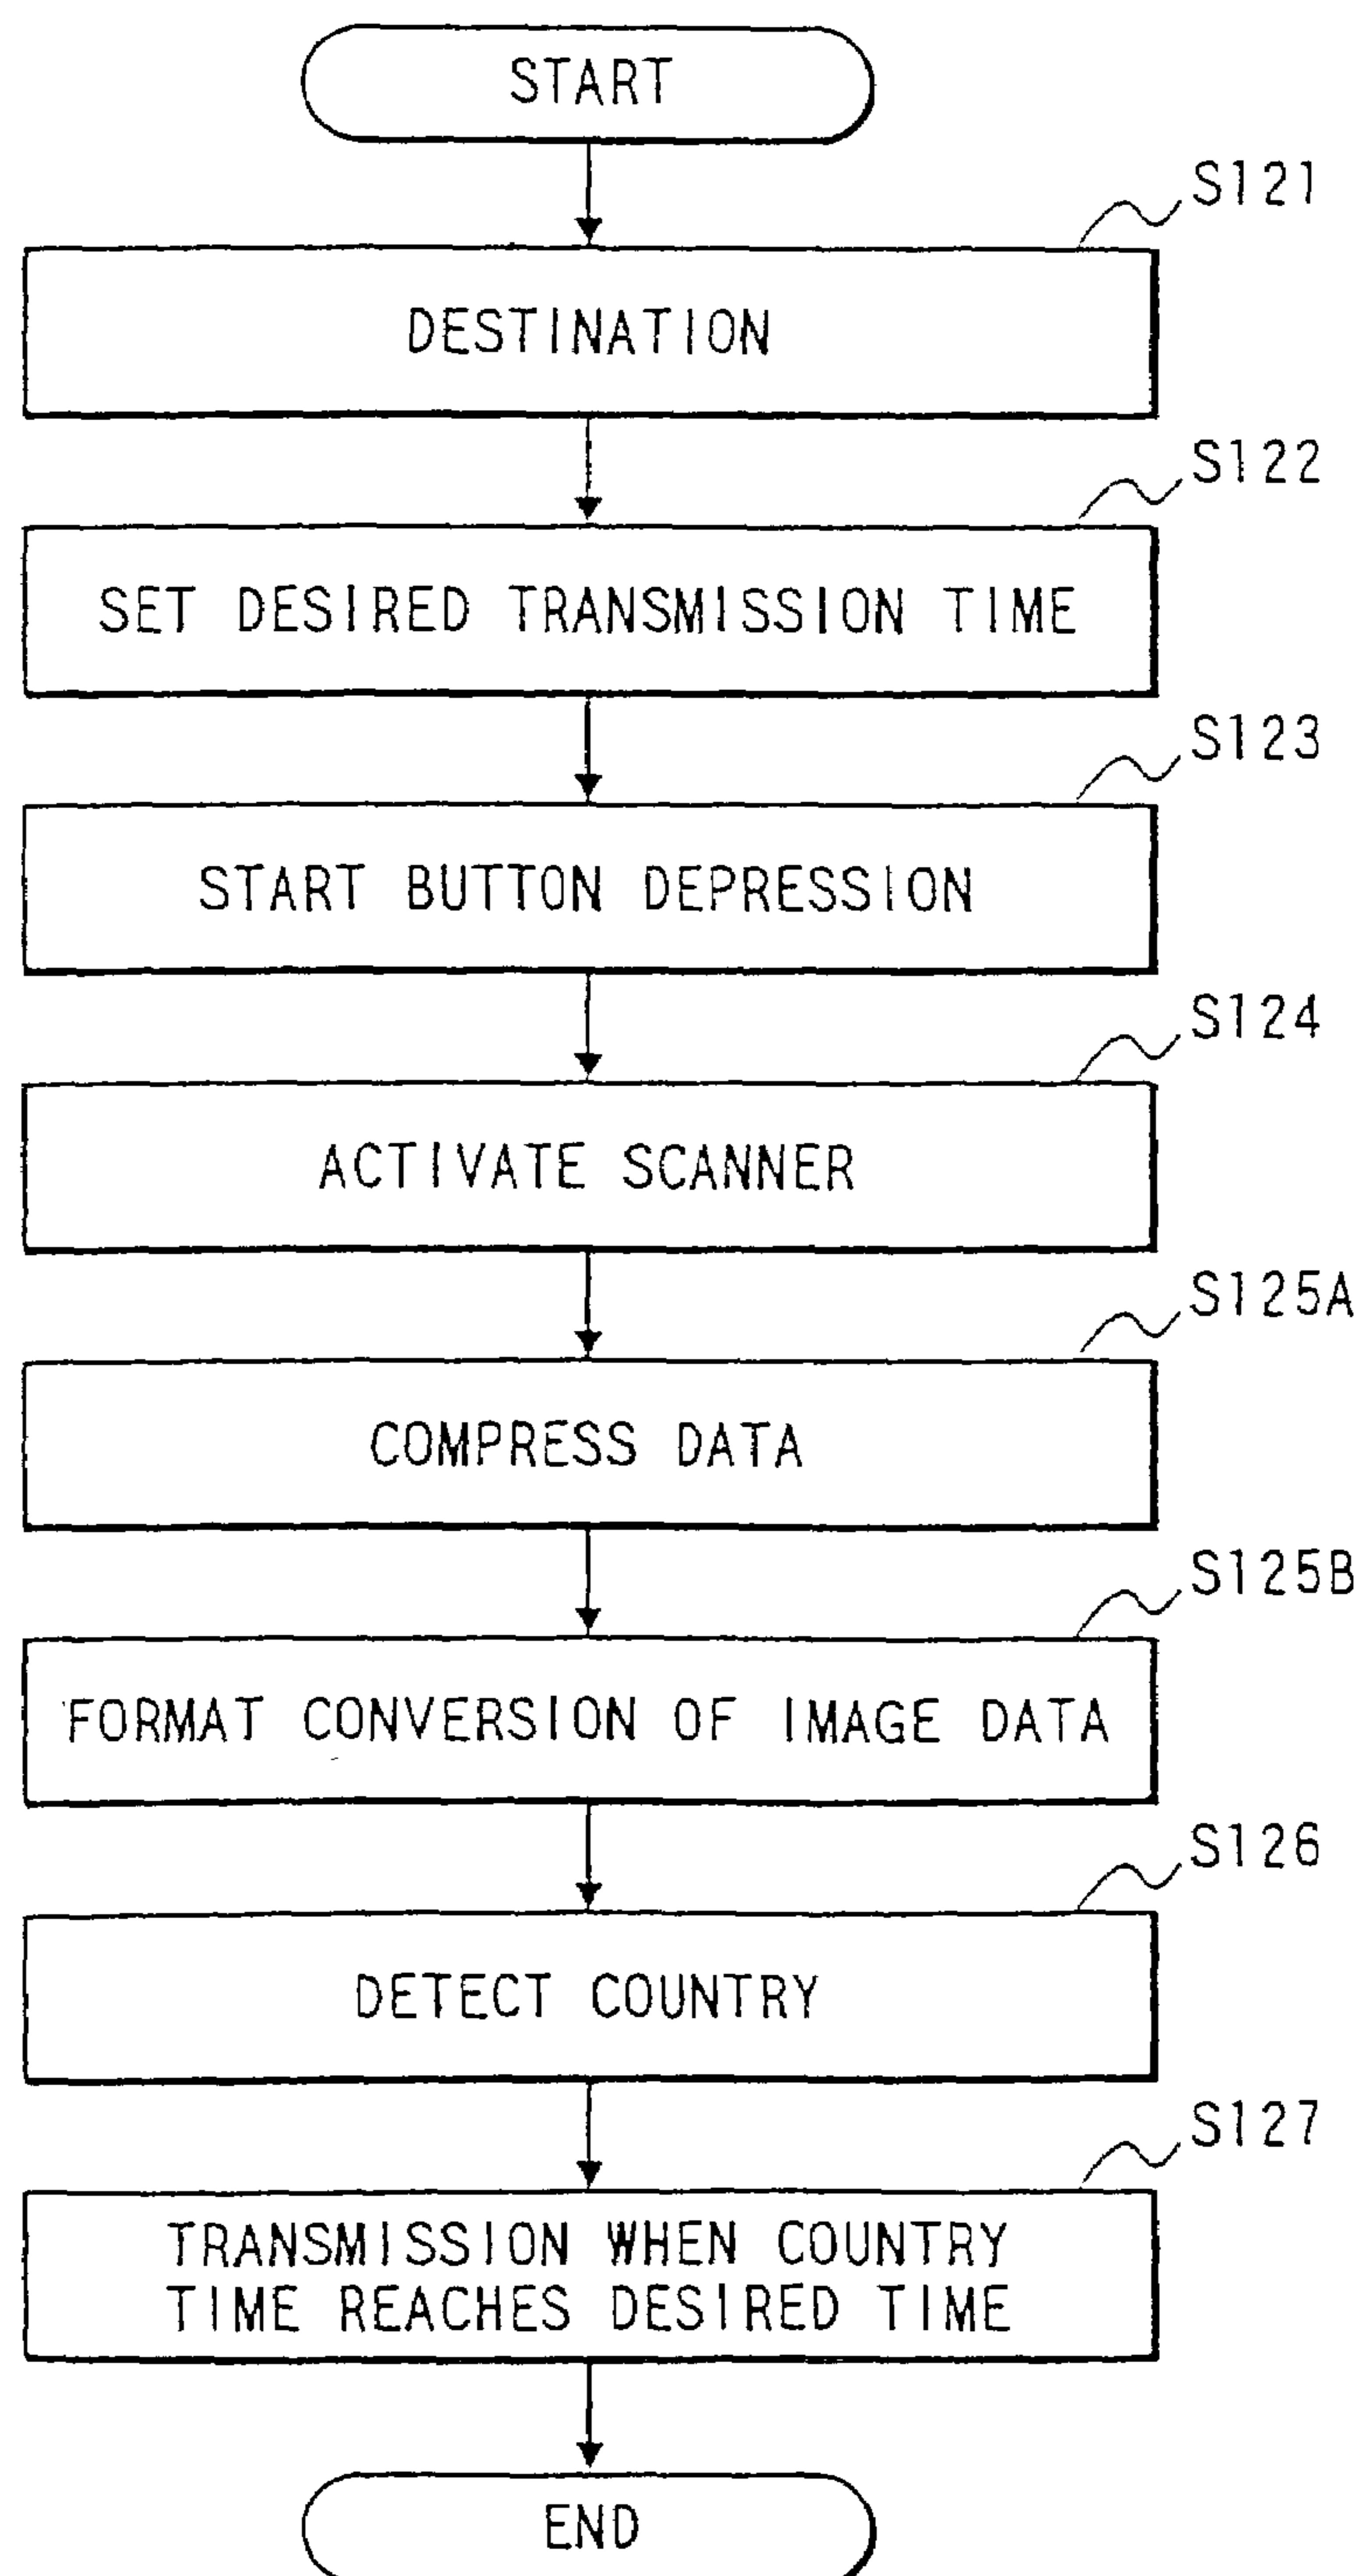 START
S121
DESTINATION
S122
SET DESIRED TRANSMISSION TIME
S123
START BUTTON DEPRESSION
S124
ACTIVATE SCANNER
S125A
COMPRESS DATA
S125B
FORMAT CONVERSION OF IMAGE DATA
S126
DETECT COUNTRY
S127
TRANSMISSION WHEN COUNTRY
TIME REACHES DESIRED TIME
END